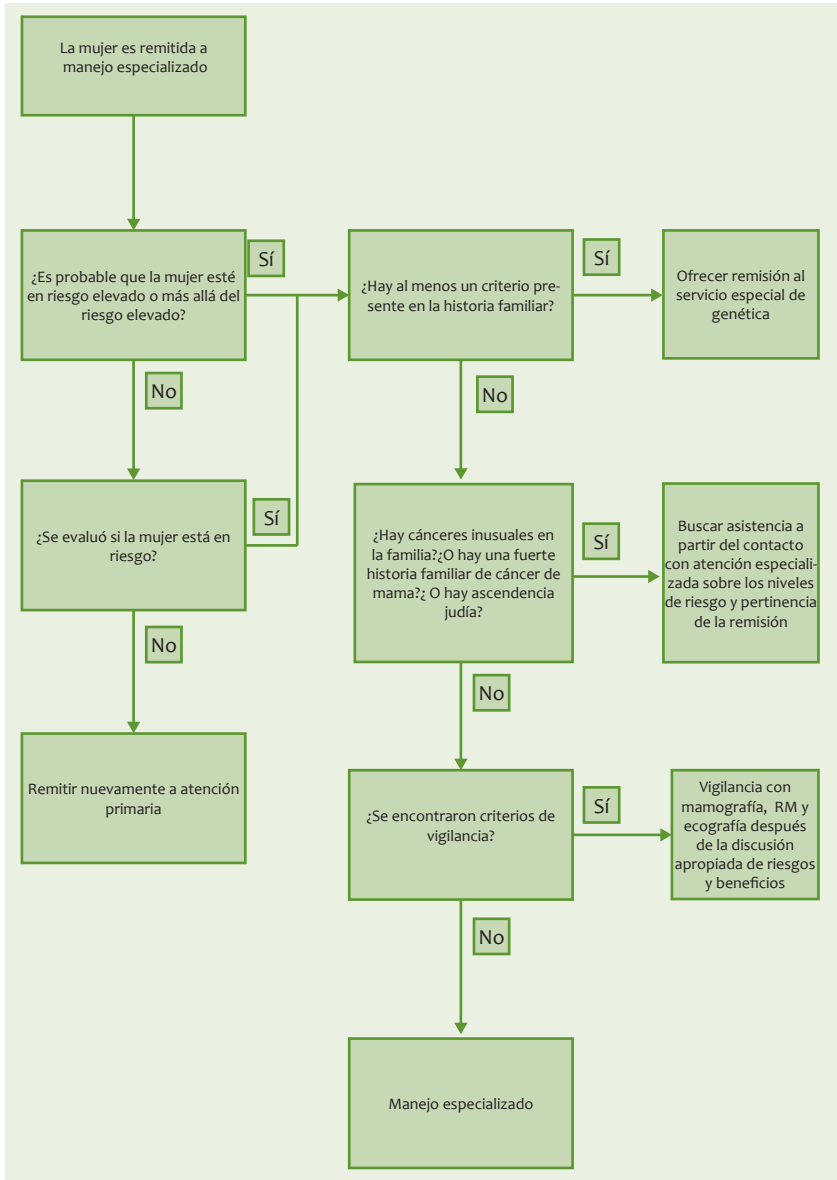 La mujer es remitida a
manejo especializado
¿Es probable que la mujer esté
en riesgo elevado o más allá del
riesgo elevado?
Sí
¿Hay al menos un criterio pre-
sente en la historia familiar?
Sí
Ofrecer remisión al
servicio especial de
genética
No
No
¿Se evaluó si la mujer está en
riesgo?
Sí
¿Hay cánceres inusuales en
la familia?¿O hay una fuerte
historia familiar de cáncer de
mama?¿ O hay ascendencia
judía?
Sí
Buscar asistencia a
partir del contacto
con atención especiali-
zada sobre los niveles
de riesgo y pertinencia
de la remisión
No
No
Remitir nuevamente a atención
primaria
¿Se encontraron criterios de
vigilancia?
Sí
Vigilancia con
mamografía, RM y
ecografía después
de la discusión
apropiada de riesgos
y beneficios
No
Manejo especializado